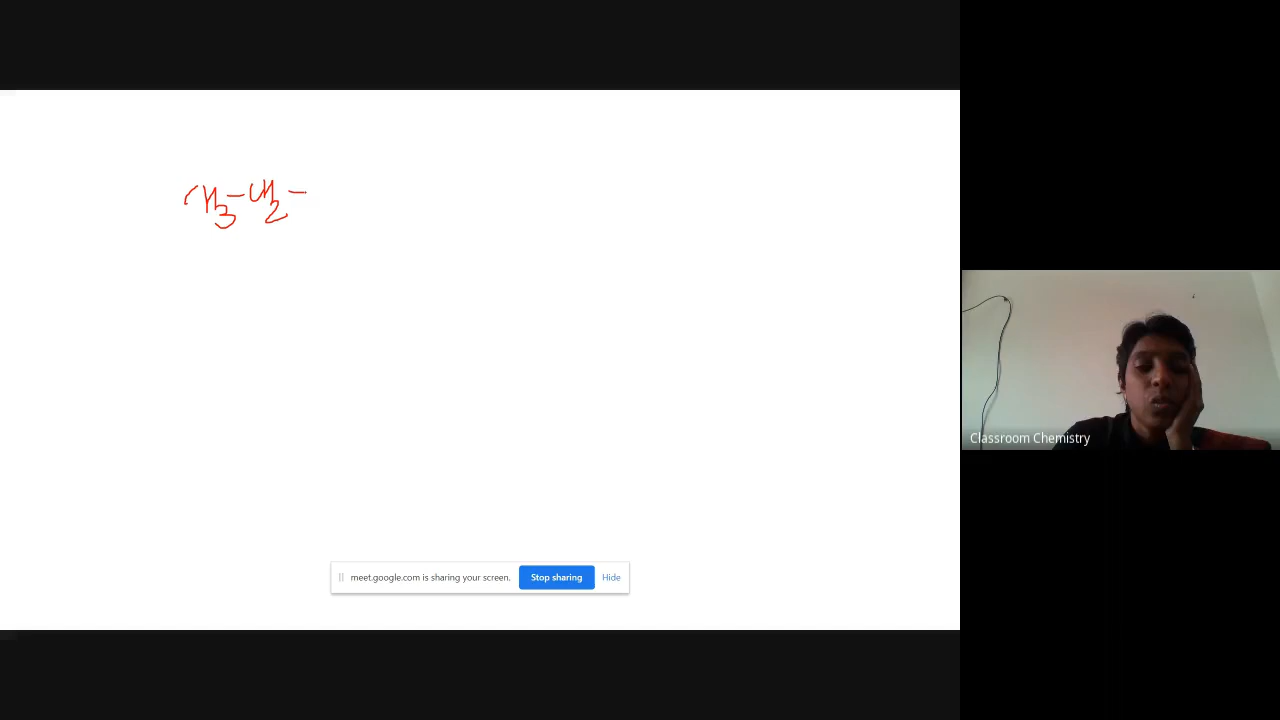 CH3-CH2-
meet.google.com is sharing your screen. Stop sharing Hide
Classroom Chemistry